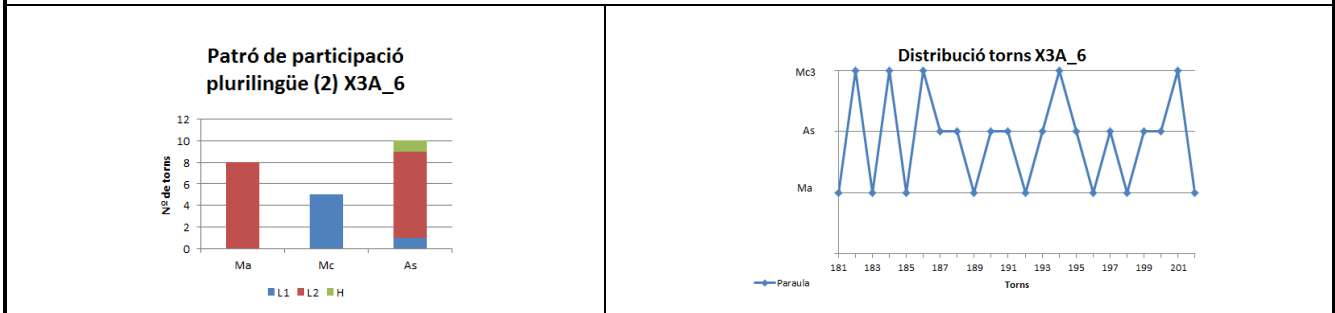 Patró de participació
plurilingüe (2) X3A_6
Nº de torns
12
10
8
6
4
2
0
Ma Mc As
L1 L2 H
Distribució torns X3A_6
Mc3
As
Ma
181 183 185 187 189 191 193 195 197 199 201
Paraula
Torns